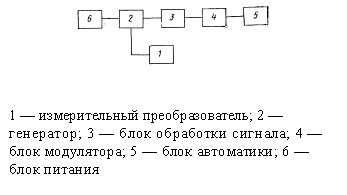 6 2 3 4 5
1
1 — измерительный преобразователь; 2 —
генератор; 3 — блок обработки сигнала; 4 —
блок модулятора; 5 — блок автоматики; 6 —
блок питания